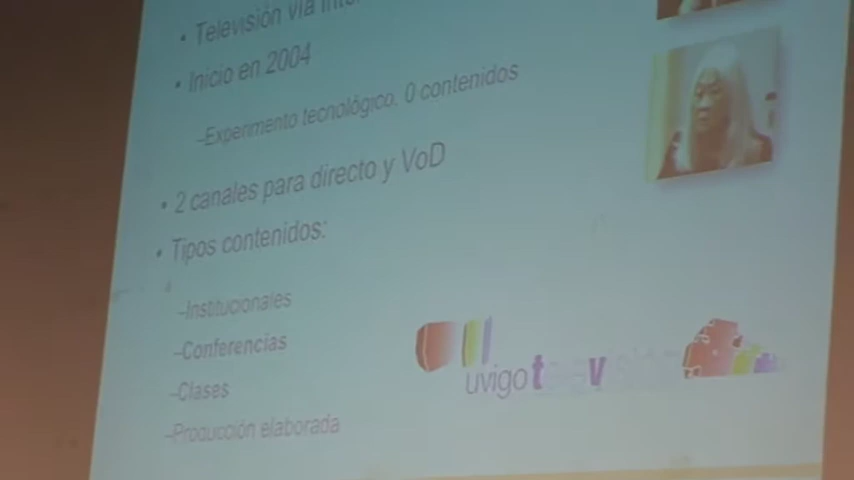 • Televisión vía
• Inicio en 2004
–Experimento tecnológico, 0 contenidos
• 2 canales para directo y VoD
• Tipos contenidos:
–Institucionales
–Conferencias
–Clases
–Producción elaborada
uvigo t v